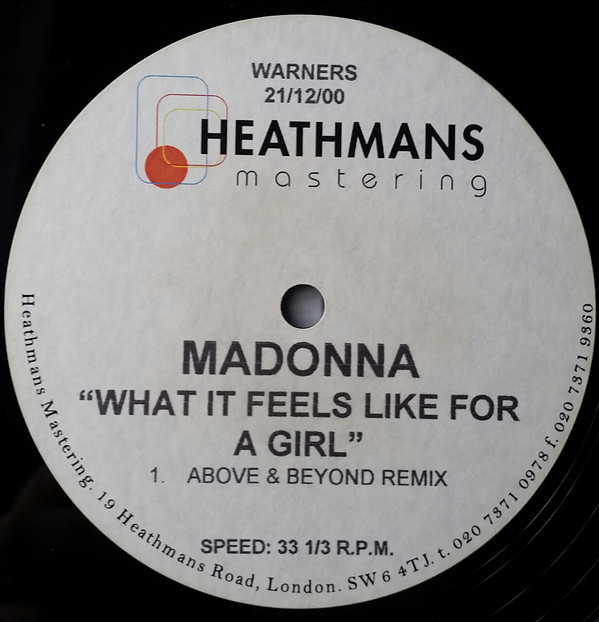 WARNERS
21/12/00
HEATHMANS
mastering
MADONNA
“WHAT IT FEELS LIKE FOR
A GIRL”
1. ABOVE & BEYOND REMIX
SPEED: 33 1/3 R.P.M.
Heathmans Mastering. 19 Heathmans Road, London. SW6 4TJ. t. 020 7371 0978 f. 020 7371 9360